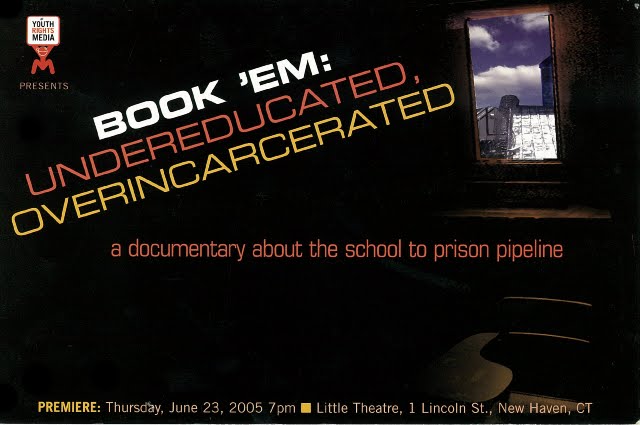 YOUTH
RIGHTS
MEDIA
PRESENTS
BOOK 'EM:
UNDEREDUCATED,
OVERINCARCERATED
a documentary about the school to prison pipeline
PREMIERE: Thursday, June 23, 2005 7pm ■ Little Theatre, 1 Lincoln St., New Haven, CT